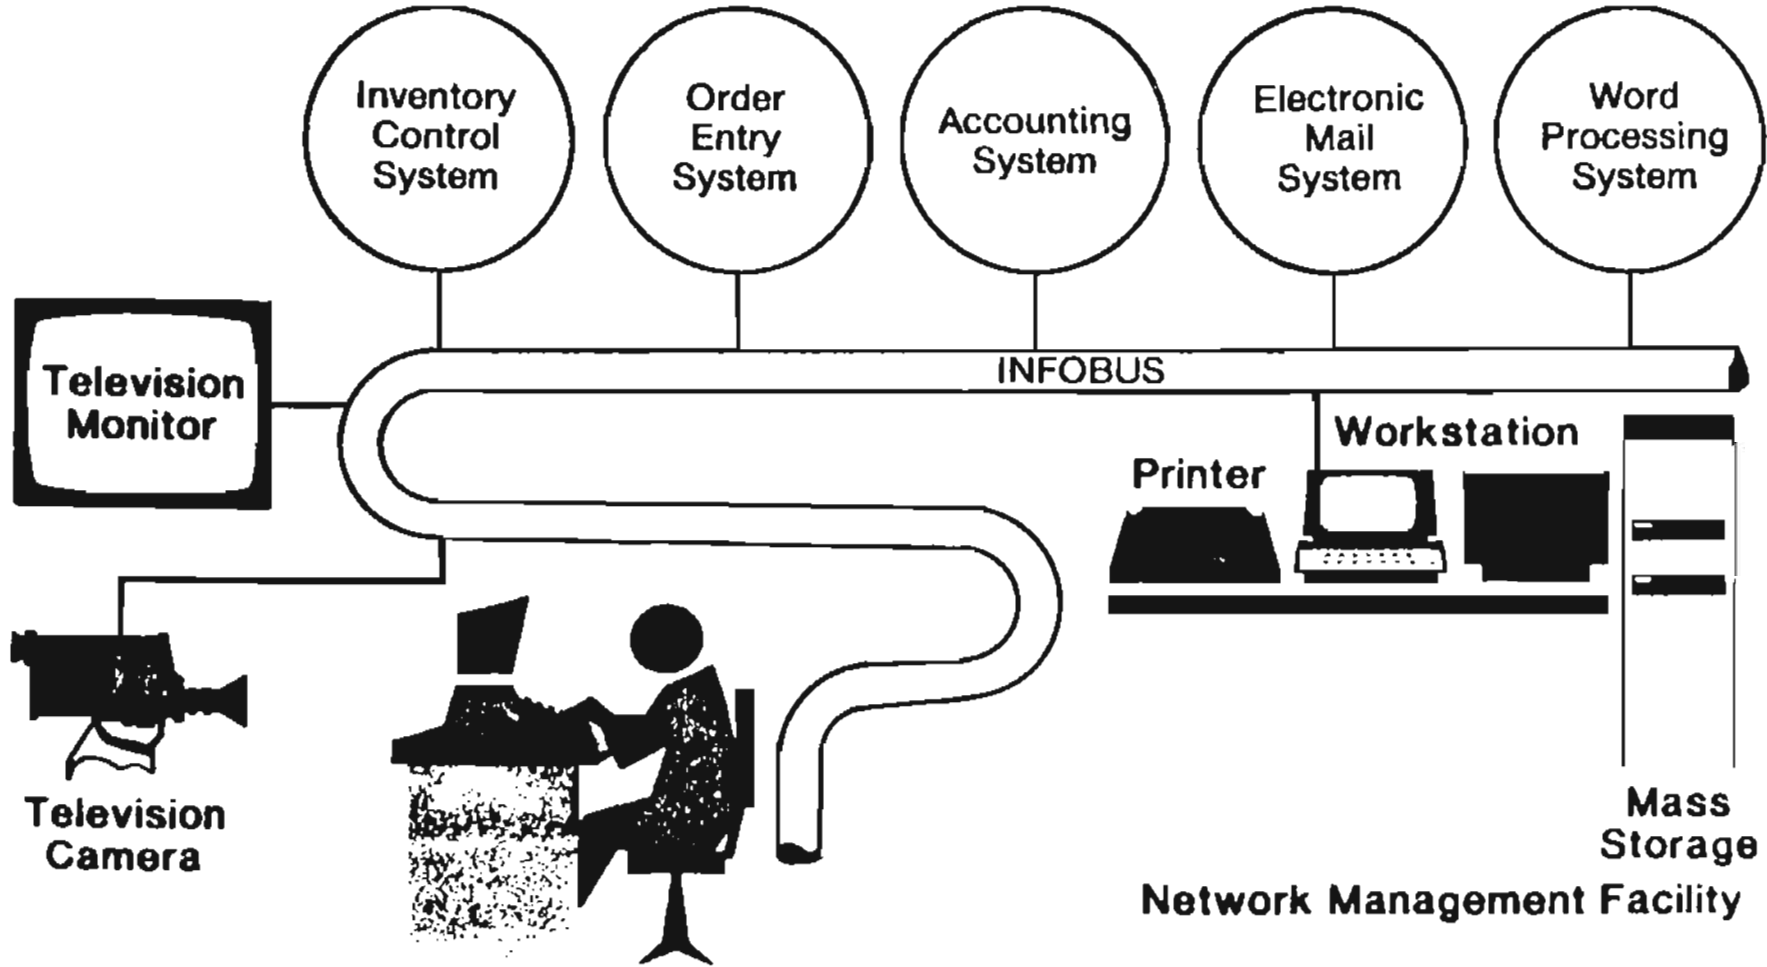 Inventory
Control
System
Order
Entry
System
Accounting
System
Electronic
Mail
System
Word
Processing
System
Television
Monitor
INFOBUS
Workstation
Printer
Television
Camera
Mass
Storage
Network Management Facility